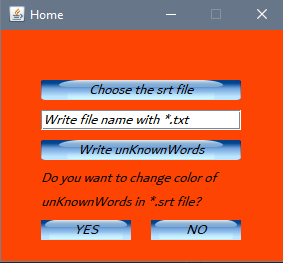 Home
Choose the srt file
Write file name with *.txt
Write unKnownWords
Do you want to change color of
unKnownWords in *.srt file?
YES NO